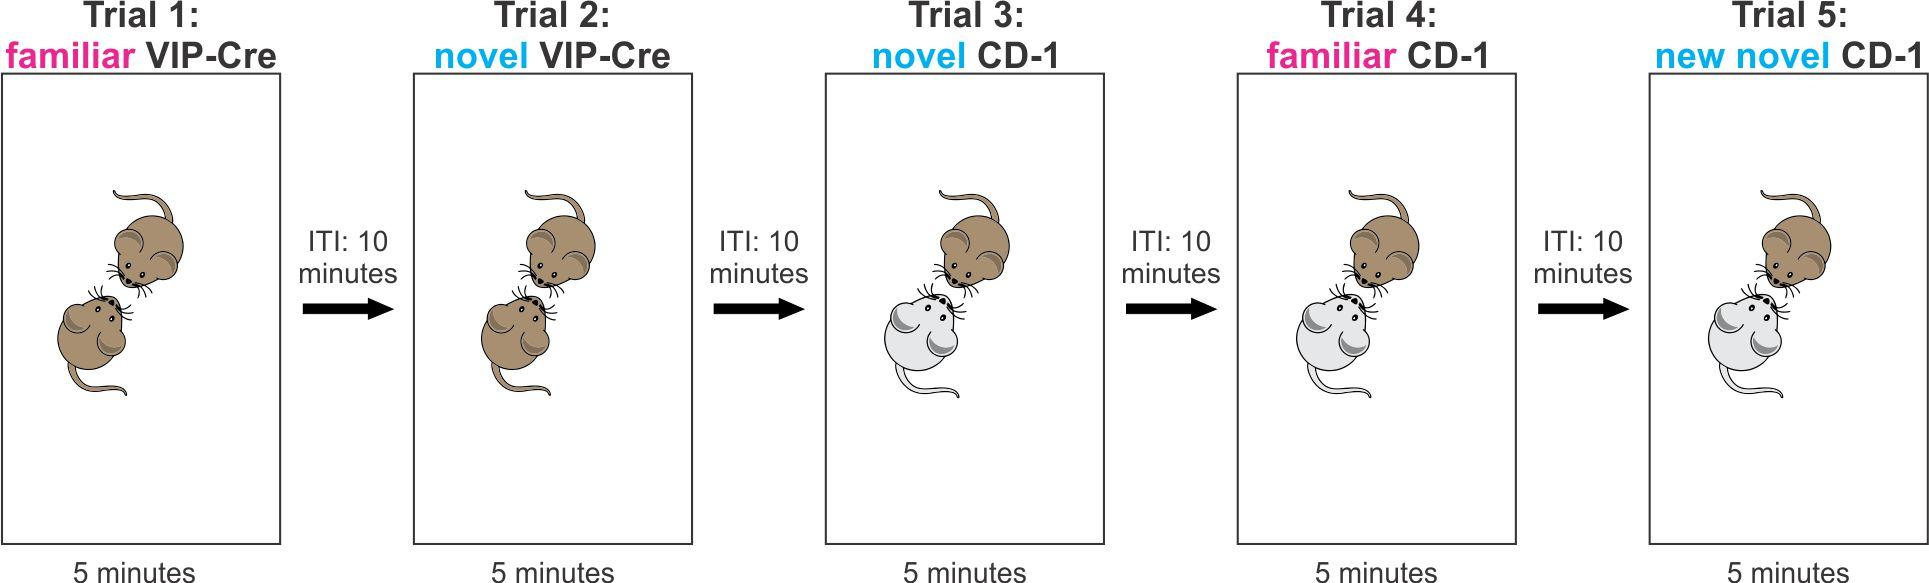 Trial 1:
familiar VIP-Cre
5 minutes
ITI: 10
minutes
Trial 2:
novel VIP-Cre
5 minutes
ITI: 10
minutes
Trial 3:
novel CD-1
5 minutes
ITI: 10
minutes
Trial 4:
familiar CD-1
5 minutes
ITI: 10
minutes
Trial 5:
new novel CD-1
5 minutes